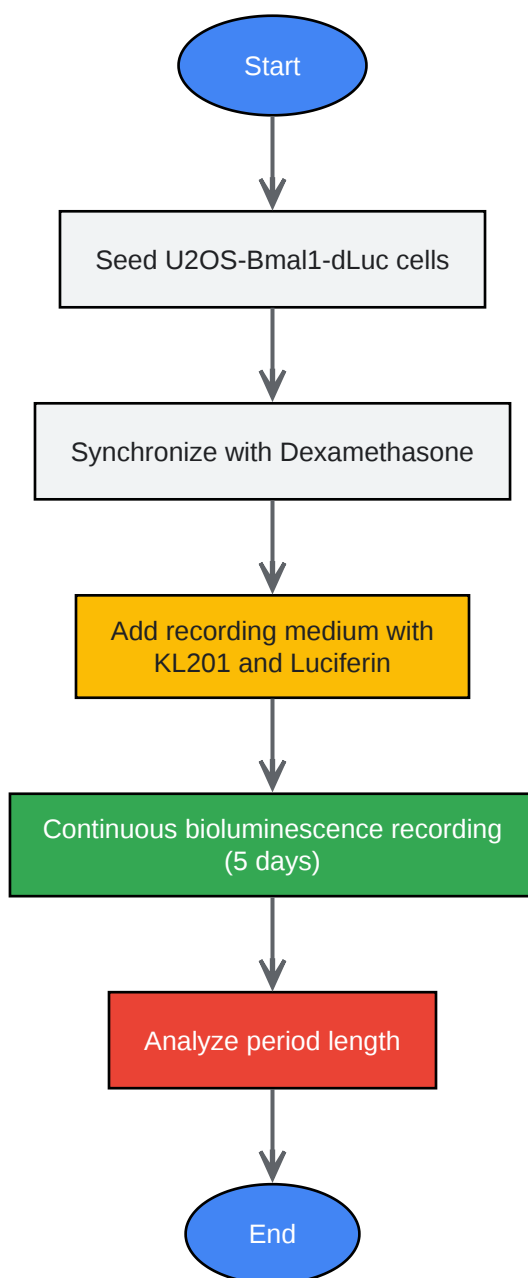 Start
Seed U2OS-Bmal1-dLuc cells
Synchronize with Dexamethasone
Add recording medium with
KL201 and Luciferin
Continuous bioluminescence recording
(5 days)
Analyze period length
End